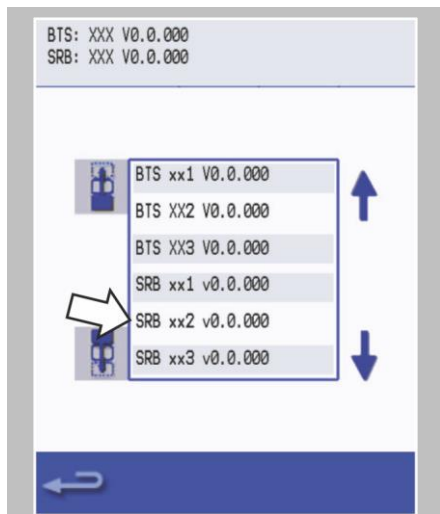 BTS: XXX V0.0.000
SRB: XXX V0.0.000
BTS xx1 V0.0.000
BTS XX2 V0.0.000
BTS XX3 V0.0.000
SRB xx1 v0.0.000
SRB xx2 v0.0.000
SRB xx3 v0.0.000